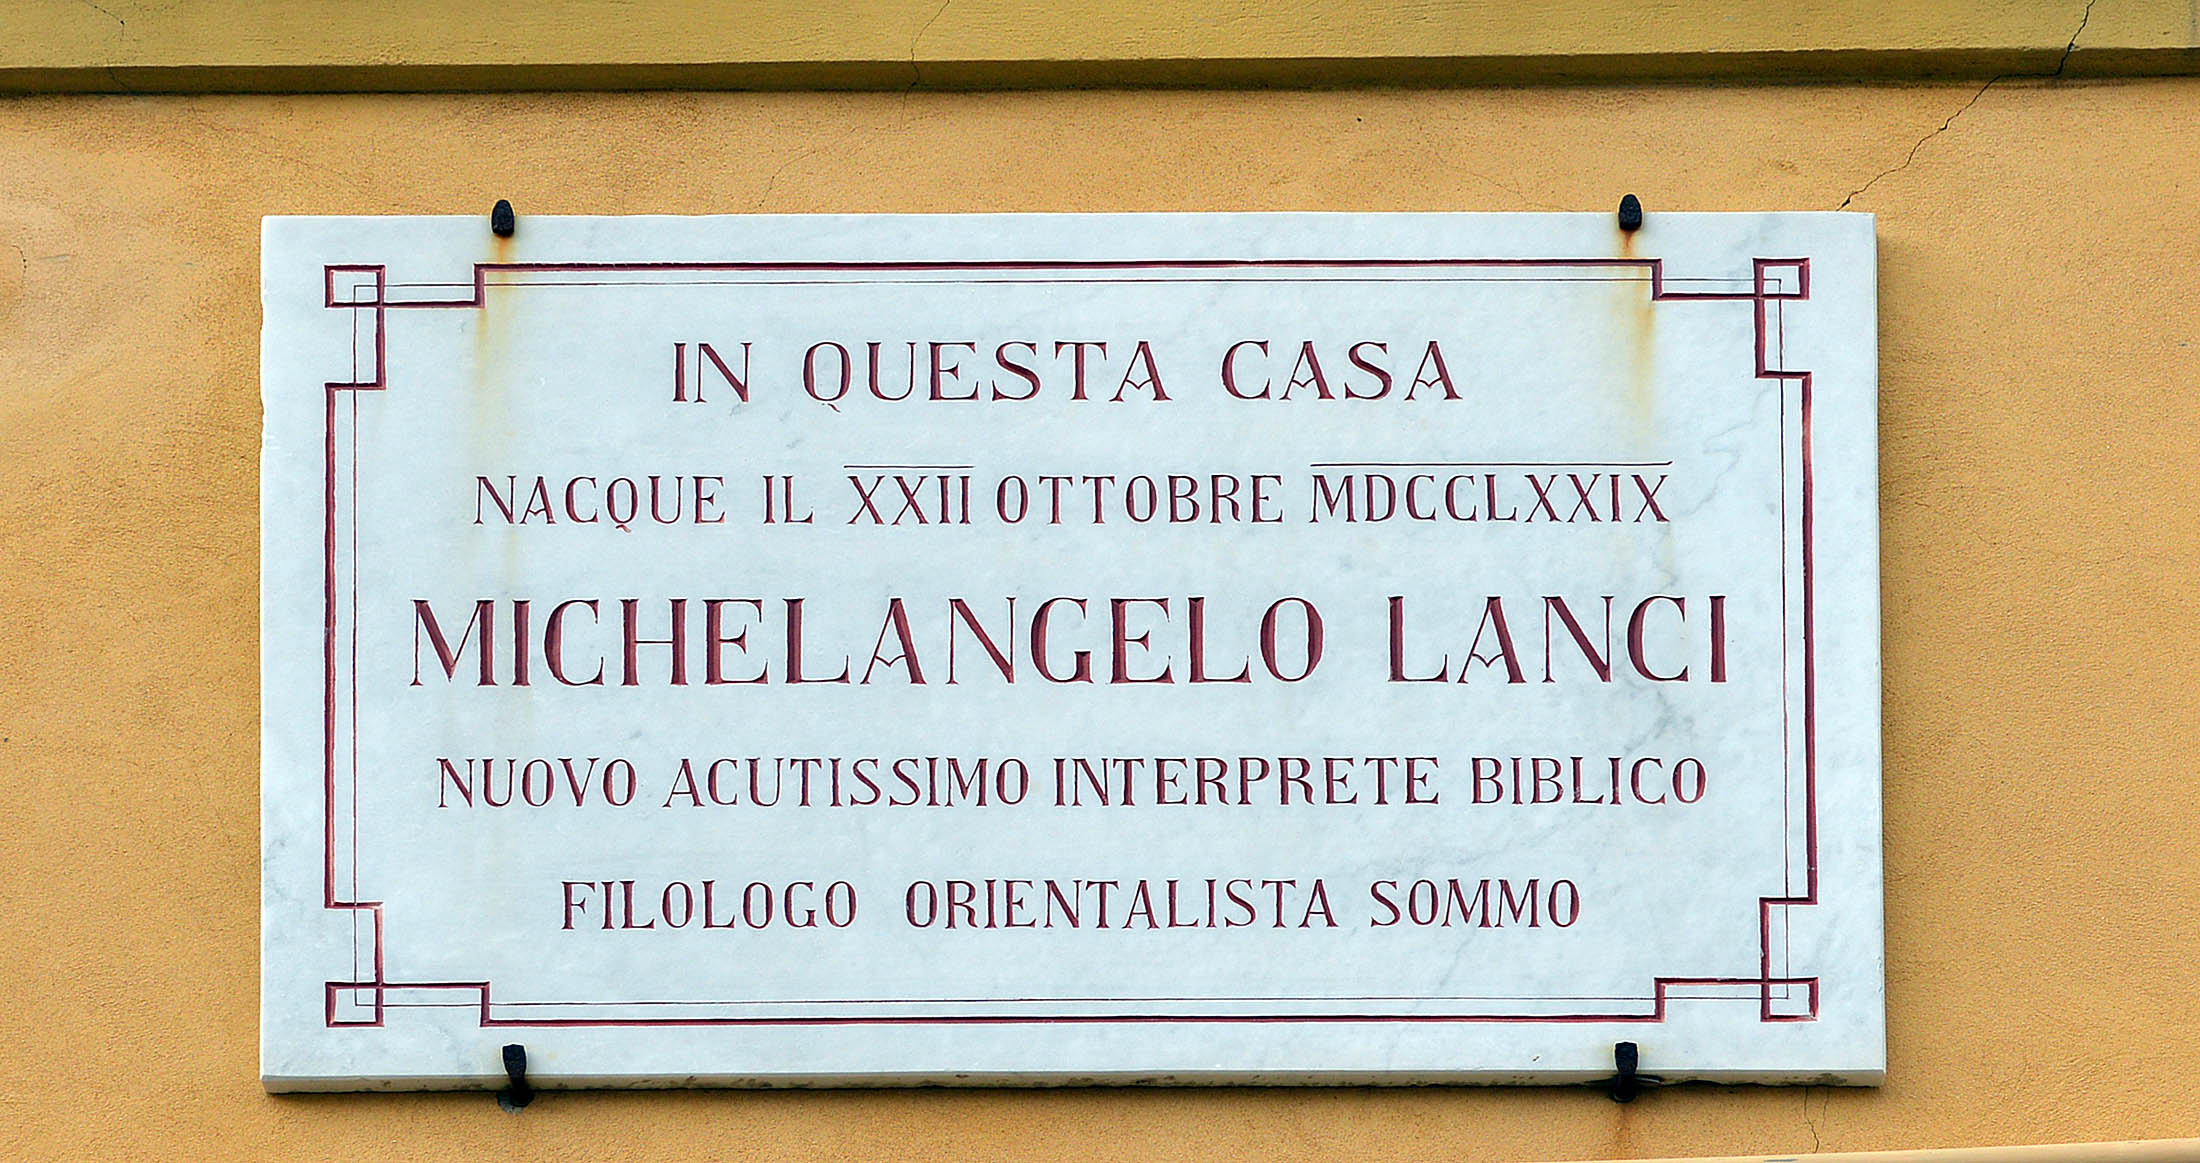 IN QUESTA CASA
NACQUE IL XXII OTTOBRE MDCCLXXIX
MICHELANGELO LANCI
NUOVO ACUTISSIMO INTERPRETE BIBLICO
FILOLOGO ORIENTALISTA SOMMO